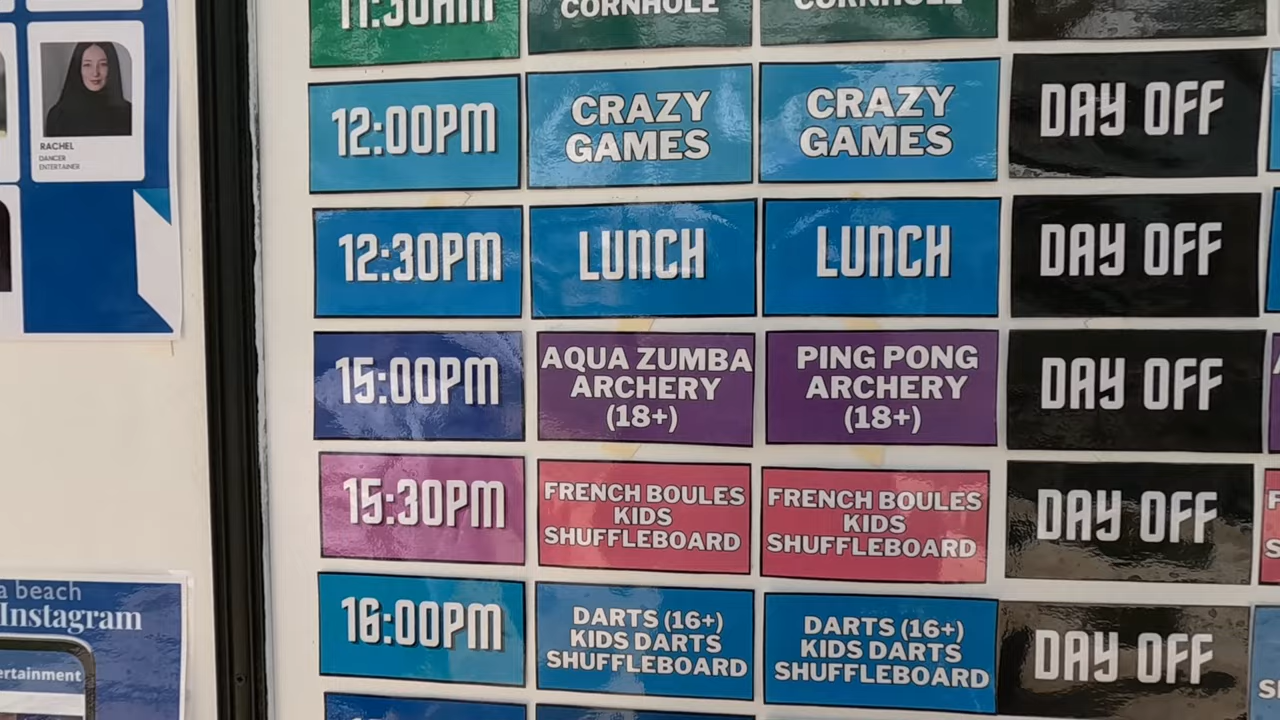 11:30AM
CORNHOLE
CORNHOLE
RACHEL
DANCER
ENTERTAINER
12:00PM
CRAZY
GAMES
CRAZY
GAMES
DAY OFF
12:30PM
LUNCH
LUNCH
DAY OFF
15:00PM
AQUA ZUMBA
ARCHERY
(18+)
PING PONG
ARCHERY
(18+)
DAY OFF
15:30PM
FRENCH BOULES
KIDS
SHUFFLEBOARD
FRENCH BOULES
KIDS
SHUFFLEBOARD
DAY OFF
16:00PM
DARTS (16+)
KIDS DARTS
SHUFFLEBOARD
DARTS (16+)
KIDS DARTS
SHUFFLEBOARD
DAY OFF
a beach
Instagram
ertainment